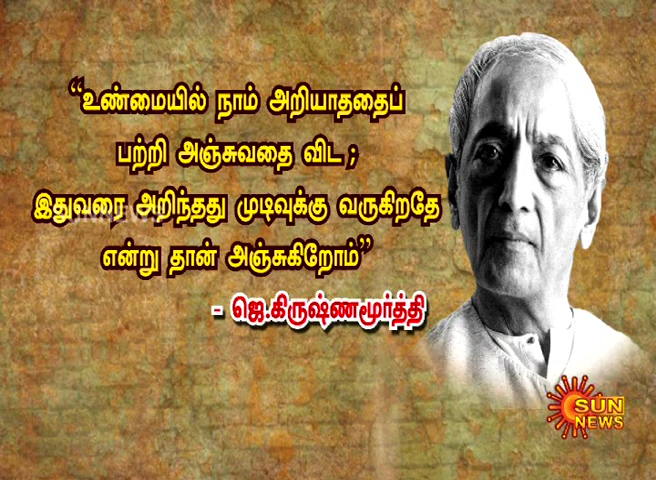 “உண்மையில் நாம் அறியாததைப்
பற்றி அஞ்சுவதை விட ;
இதுவரை அறிந்தது முடிவுக்கு வருகிறதே
என்று தான் அஞ்சுகிறோம்”
- ஜெ.கிருஷ்ணமூர்த்தி
SUN
NEWS